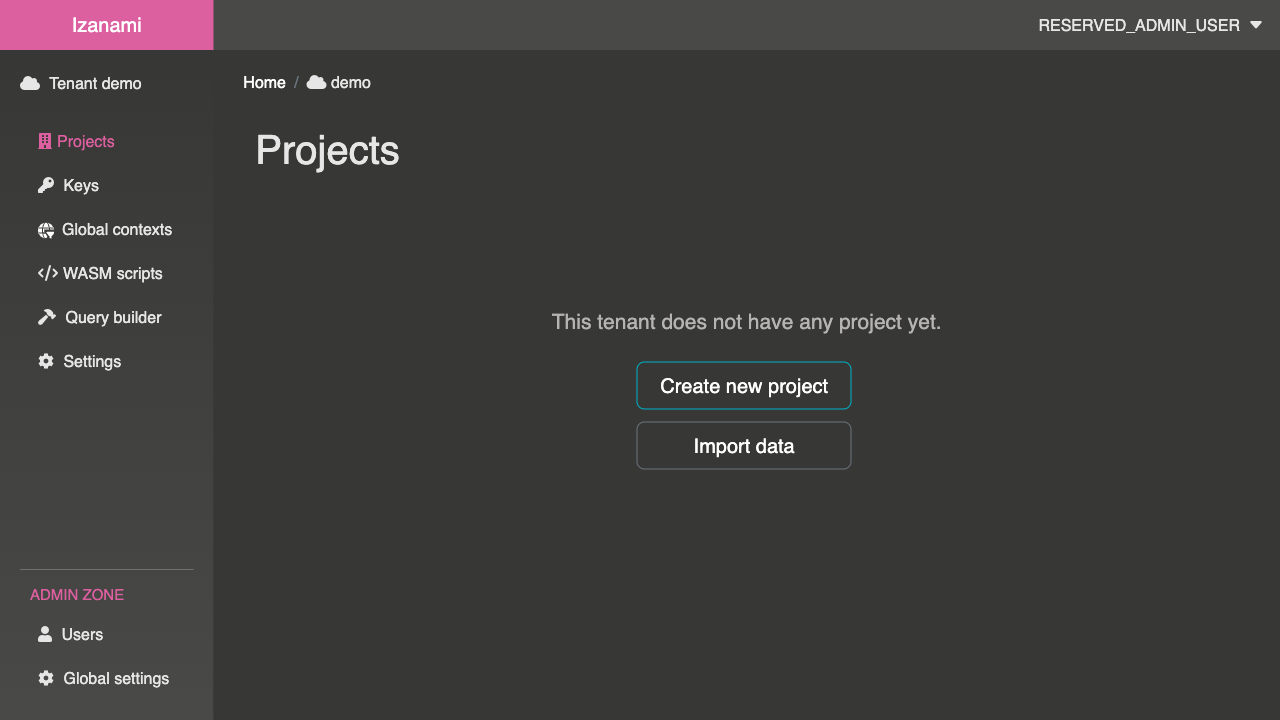 Izanami
RESERVED_ADMIN_USER
Tenant demo
Projects
Keys
Global contexts
WASM scripts
Query builder
Settings
ADMIN ZONE
Users
Global settings
Home / demo
Projects
This tenant does not have any project yet.
Create new project
Import data